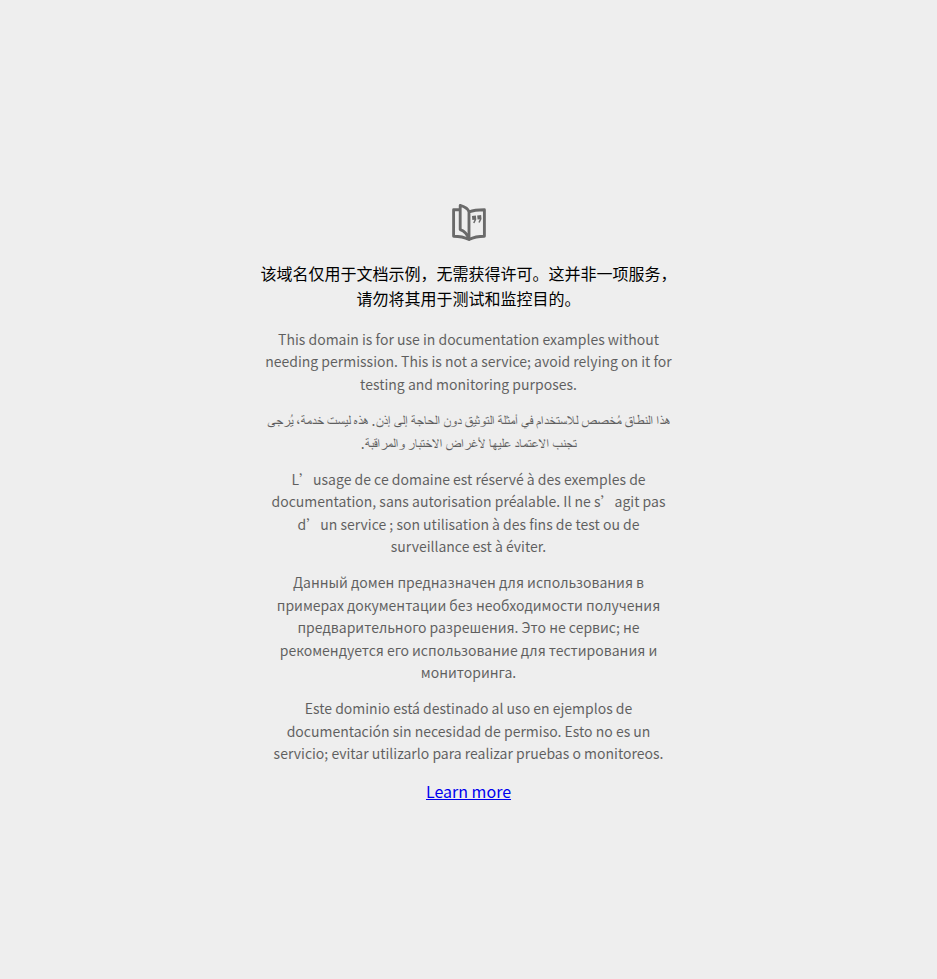 该域名仅用于文档示例，无需获得许可。这并非一项服务，
请勿将其用于测试和监控目的。
This domain is for use in documentation examples without
needing permission. This is not a service; avoid relying on it for
testing and monitoring purposes.
هذا النطاق مُخصص للاستخدام في أمثلة التوثيق دون الحاجة إلى إذن. هذه ليست خدمة، يُرجى
تجنب الاعتماد عليها لأغراض الاختبار والمراقبة.
L’usage de ce domaine est réservé à des exemples de
documentation, sans autorisation préalable. Il ne s’agit pas
d’un service ; son utilisation à des fins de test ou de
surveillance est à éviter.
Данный домен предназначен для использования в
примерах документации без необходимости получения
предварительного разрешения. Это не сервис; не
рекомендуется его использование для тестирования и
мониторинга.
Este dominio está destinado al uso en ejemplos de
documentación sin necesidad de permiso. Esto no es un
servicio; evitar utilizarlo para realizar pruebas o monitoreos.
Learn more